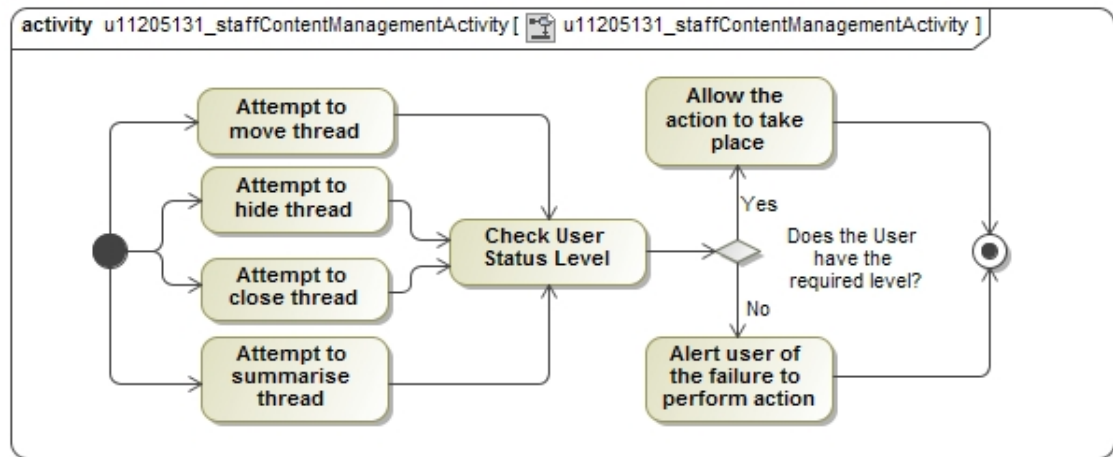 activity u11205131_staffContentManagementActivity [ u11205131_staffContentManagementActivity ]
Attempt to
move thread
Attempt to
hide thread
Attempt to
close thread
Attempt to
summarise
thread
Check User
Status Level
Allow the
action to take
place
Yes
Does the User
have the
required level?
No
Alert user of
the failure to
perform action